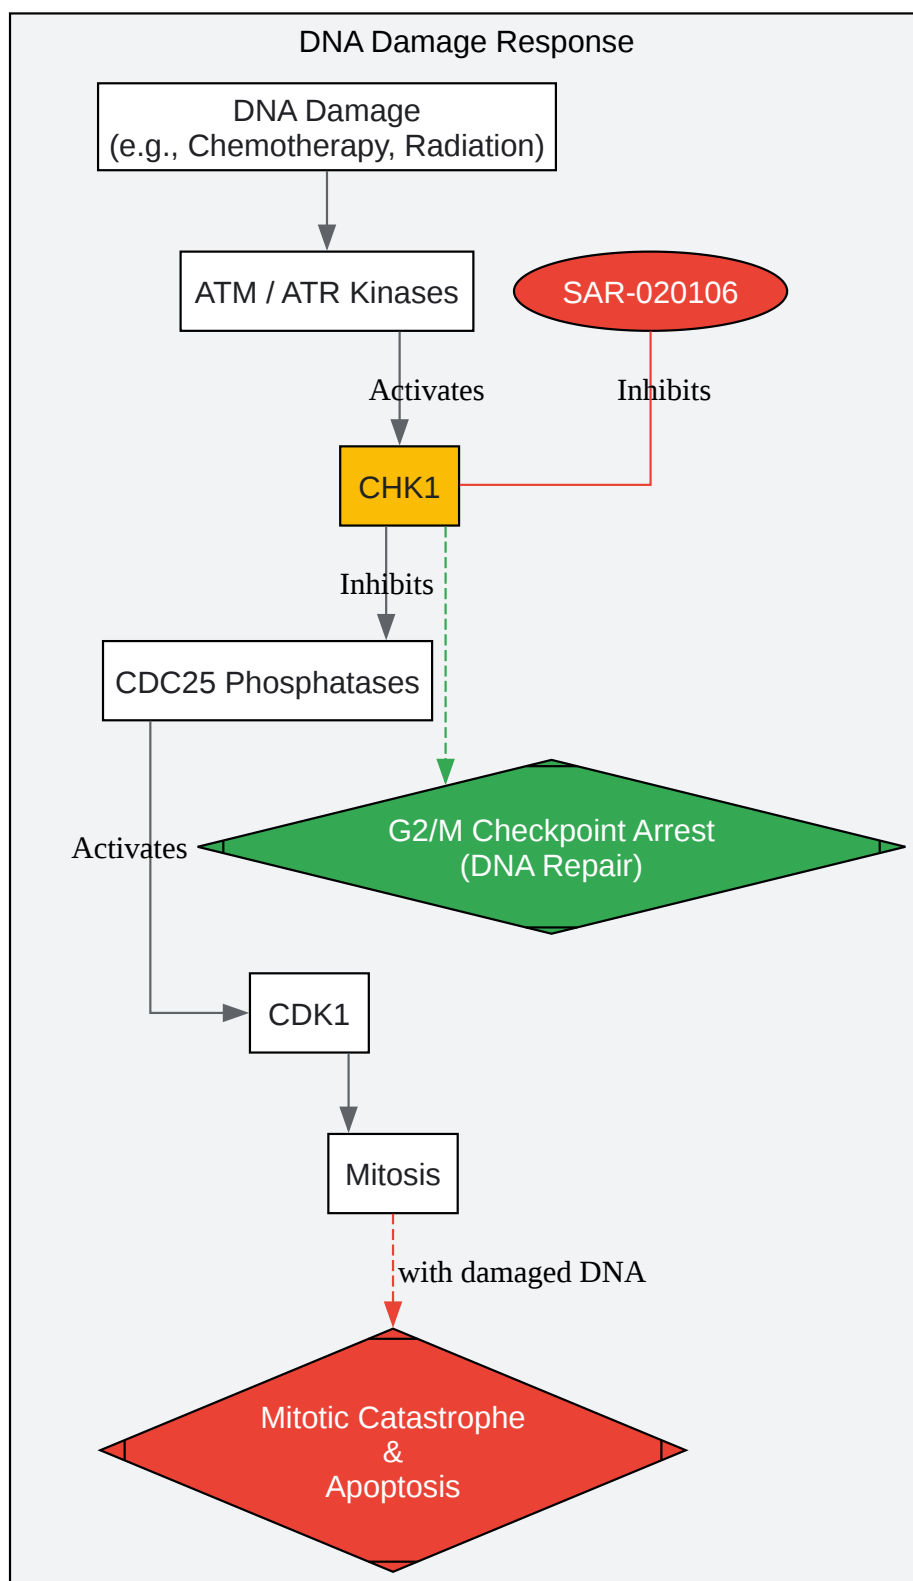 DNA Damage Response
DNA Damage
(e.g., Chemotherapy, Radiation)
ATM / ATR Kinases
SAR-020106
Activates
Inhibits
CHK1
Inhibits
CDC25 Phosphatases
G2/M Checkpoint Arrest
(DNA Repair)
Activates
CDK1
Mitosis
with damaged DNA
Mitotic Catastrophe
&
Apoptosis